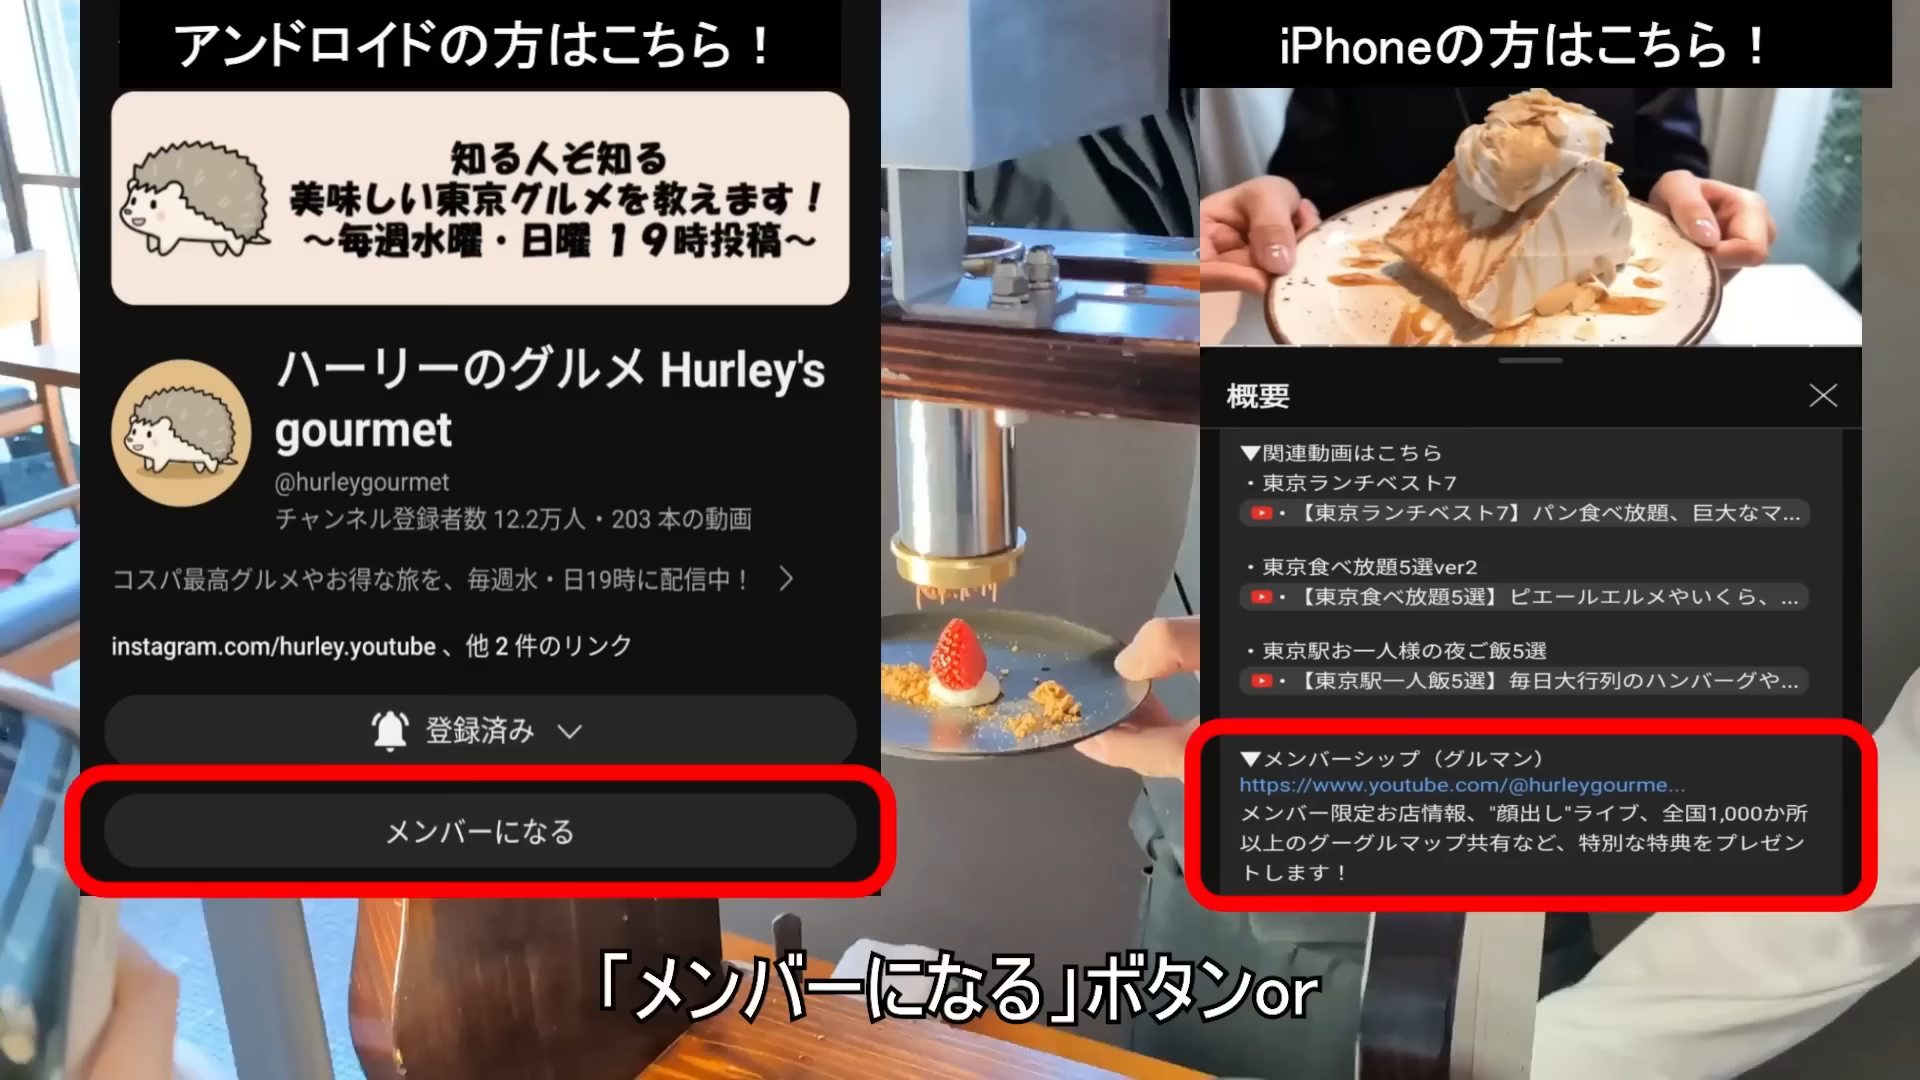 アンドロイドの方はこちら！
知る人ぞ知る
美味しい東京グルメを教えます！
～毎週水曜・日曜 19時投稿～
ハーリーのグルメ Hurley's
gourmet
@hurleygourmet
チャンネル登録者数 12.2万人・203 本の動画
コスパ最高グルメやお得な旅を、毎週水・日19時に配信中！
instagram.com/hurley.youtube 、他 2 件のリンク
登録済み
メンバーになる
iPhoneの方はこちら！
概要
▼関連動画はこちら
・東京ランチベスト7
・【東京ランチベスト7】パン食べ放題、巨大なマ...
・東京食べ放題5選ver2
・【東京食べ放題5選】ピエールエルメやいくら、...
・東京駅お一人様の夜ご飯5選
・【東京駅一人飯5選】毎日大行列のハンバーグや...
▼メンバーシップ（グルマン）
https://www.youtube.com/@hurleygourme...
メンバー限定お店情報、"顔出し"ライブ、全国1,000か所
以上のグーグルマップ共有など、特別な特典をプレゼン
トします！
「メンバーになる」ボタンor